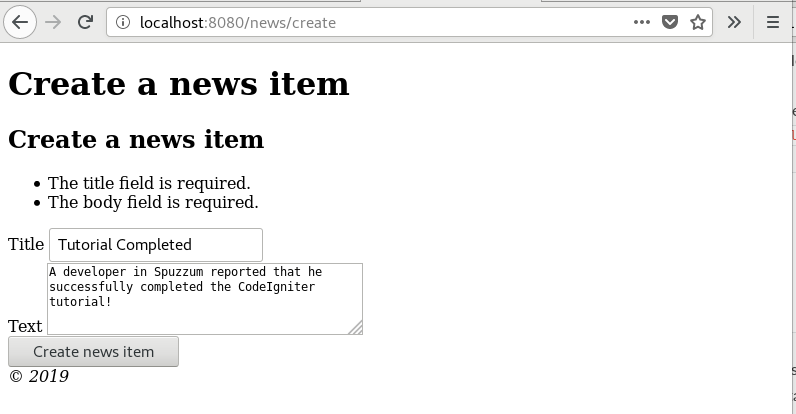 localhost:8080/news/create
Create a news item
Create a news item
The title field is required.
The body field is required.
Title Tutorial Completed
A developer in Spuzzum reported that he
successfully completed the CodeIgniter
tutorial!
Text
Create news item
© 2019